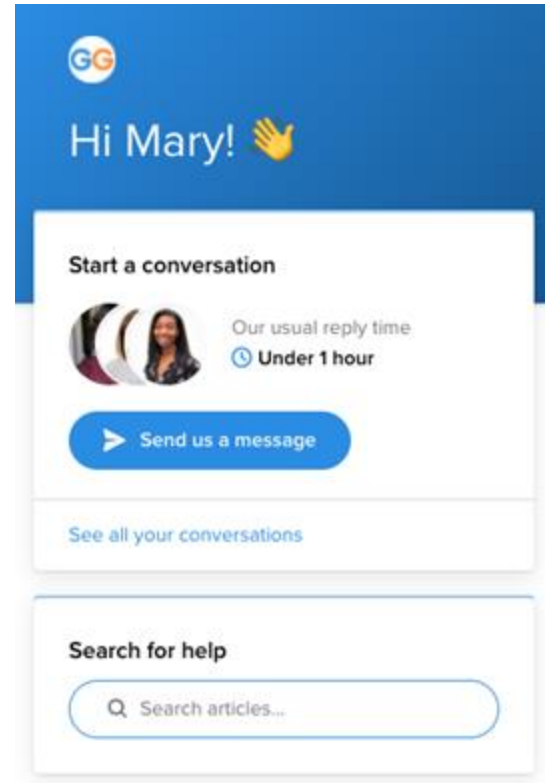 GG
Hi Mary! 👋
Start a conversation
Our usual reply time
Under 1 hour
Send us a message
See all your conversations
Search for help
Search articles...